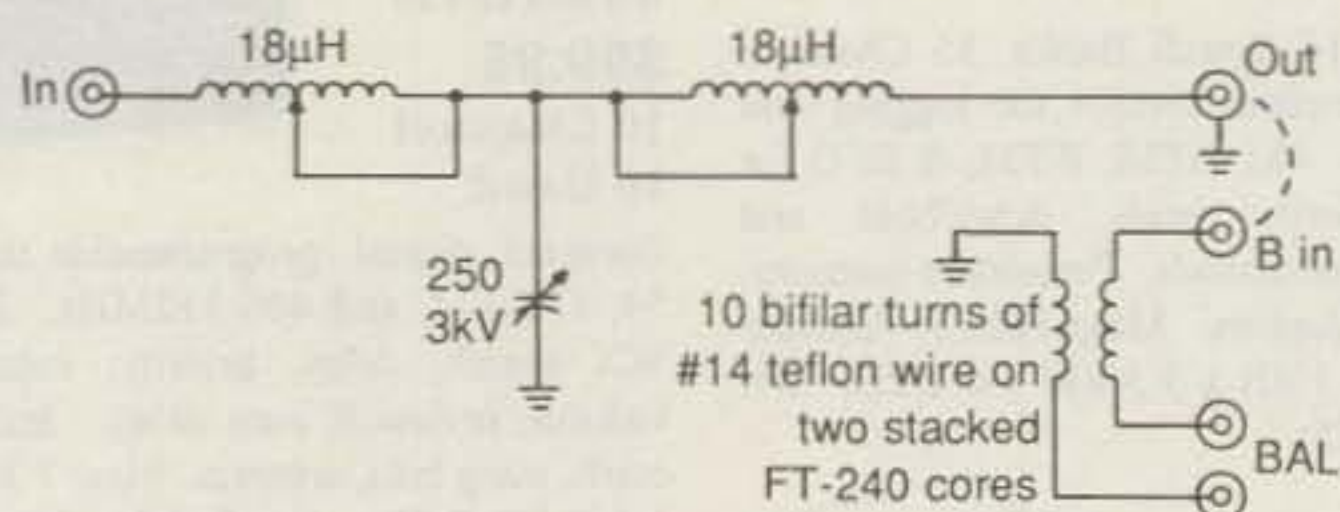 18µH
18µH
In
Out
B in
250
3kV
10 bifilar turns of
#14 teflon wire on
two stacked
FT-240 cores
BAL